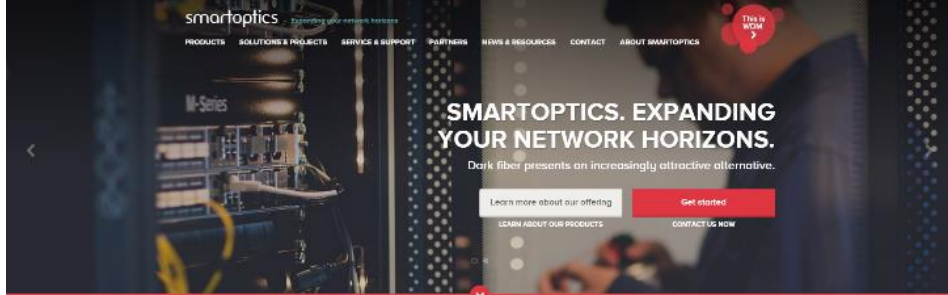 smartoptics - Expanding your network horizons
This is
WDM
PRODUCTS SOLUTIONS & PROJECTS SERVICE & SUPPORT PARTNERS NEWS & RESOURCES CONTACT ABOUT SMARTOPTICS
M-Series
SMARTOPTICS. EXPANDING
YOUR NETWORK HORIZONS.
Dark fiber presents an increasingly attractive alternative.
Learn more about our offering Get started
LEARN ABOUT OUR PRODUCTS CONTACT US NOW